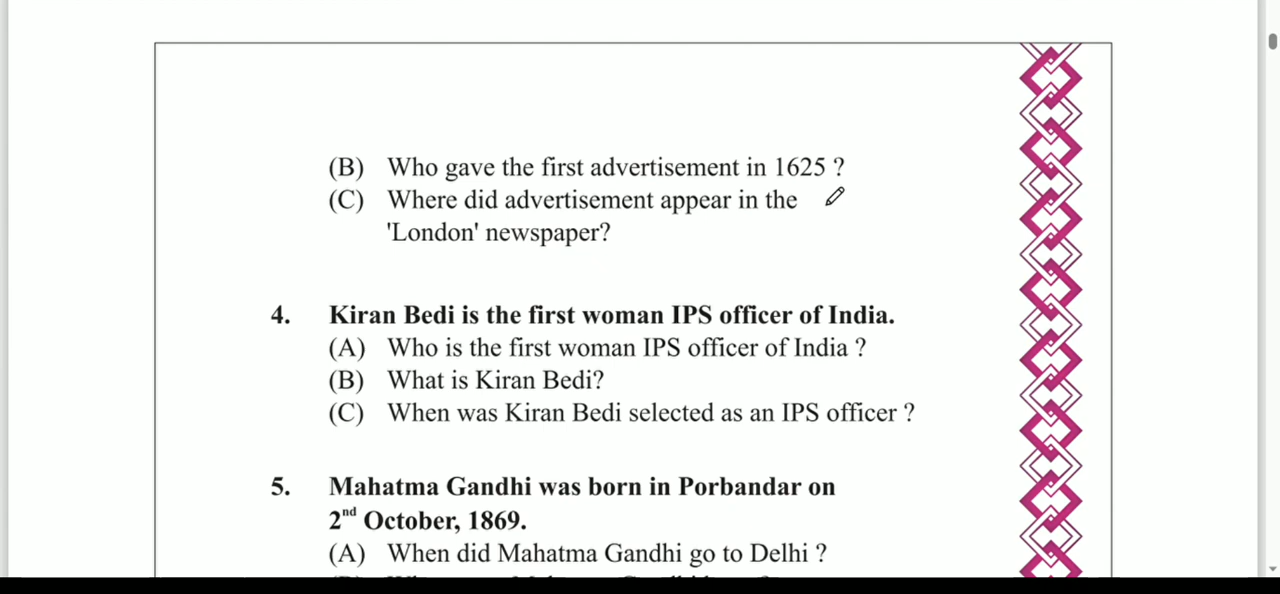 (B) Who gave the first advertisement in 1625 ?
(C) Where did advertisement appear in the
'London' newspaper?
4. Kiran Bedi is the first woman IPS officer of India.
(A) Who is the first woman IPS officer of India ?
(B) What is Kiran Bedi?
(C) When was Kiran Bedi selected as an IPS officer ?
5. Mahatma Gandhi was born in Porbandar on
2nd October, 1869.
(A) When did Mahatma Gandhi go to Delhi ?